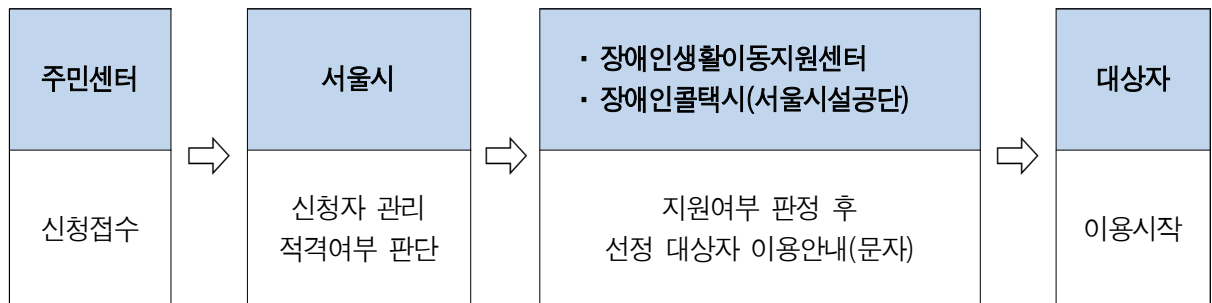 주민센터
신청접수
서울시
신청자 관리
적격여부 판단
· 장애인생활이동지원센터
· 장애인콜택시(서울시설공단)
지원여부 판정 후
선정 대상자 이용안내(문자)
대상자
이용시작